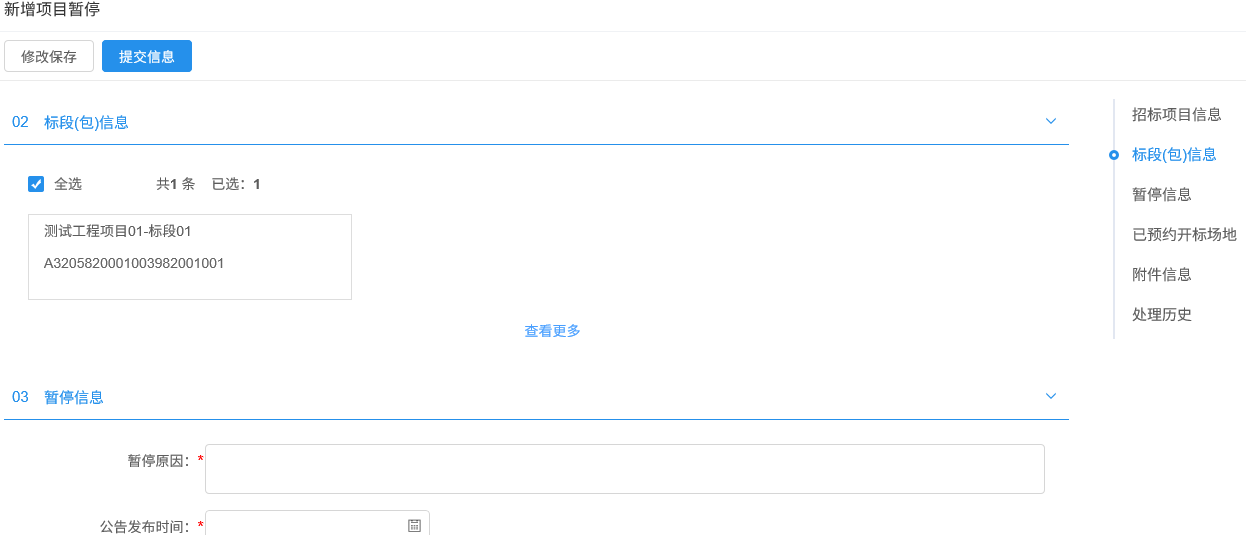 新增项目暂停
修改保存 提交信息
02 标段(包)信息
全选 共1 条 已选：1
测试工程项目01-标段01
A3205820001003982001001
查看更多
03 暂停信息
暂停原因：*
公告发布时间：*
招标项目信息
标段(包)信息
暂停信息
已预约开标场地
附件信息
处理历史